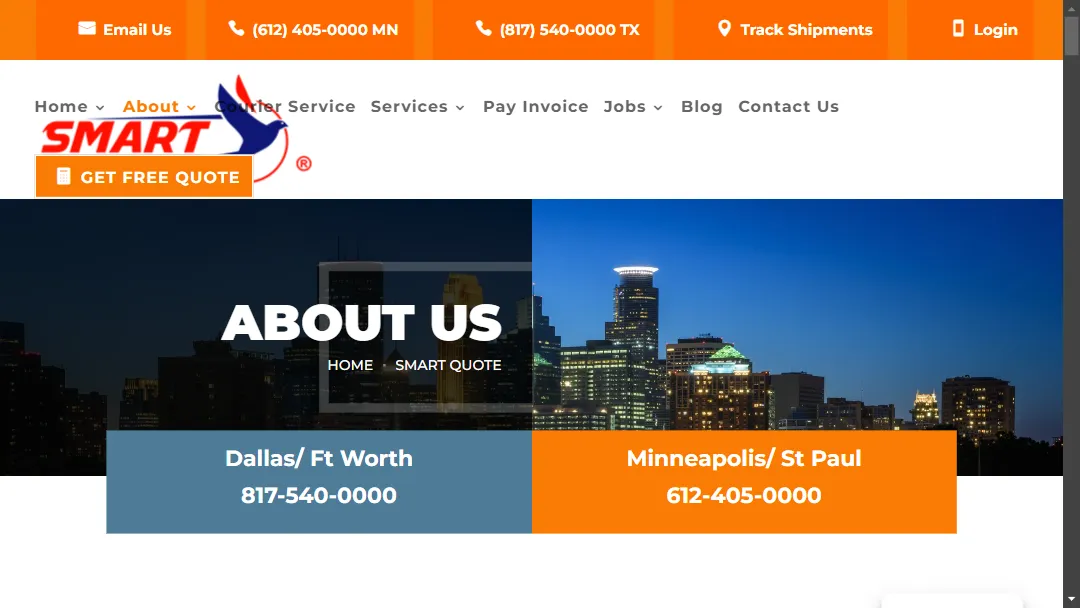 Email Us (612) 405-0000 MN (817) 540-0000 TX Track Shipments Login
Home About Courier Service Services Pay Invoice Jobs Blog Contact Us
SMART
®
GET FREE QUOTE
ABOUT US
HOME SMART QUOTE
Dallas/ Ft Worth
817-540-0000
Minneapolis/ St Paul
612-405-0000